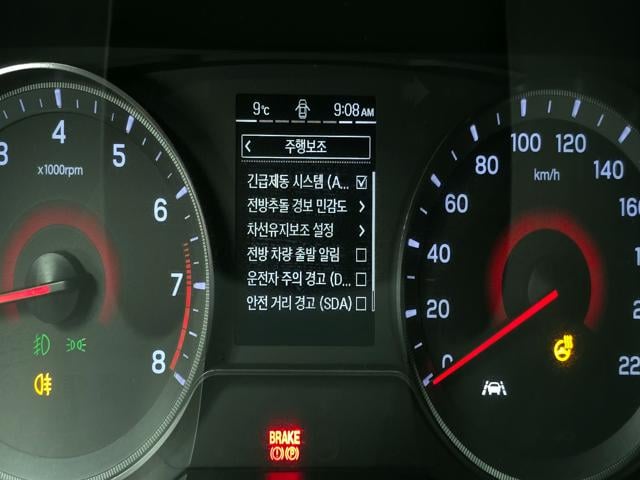 9℃ 9:08 AM
< 주행보조
긴급제동 시스템 (A...
전방추돌 경보 민감도 >
차선유지보조 설정 >
전방 차량 출발 알림
운전자 주의 경고 (D...
안전 거리 경고 (SDA)
3 4 5 6 7 8
x1000rpm
0 20 40 60 80 100 120 140
km/h
BRAKE
(!) (P)